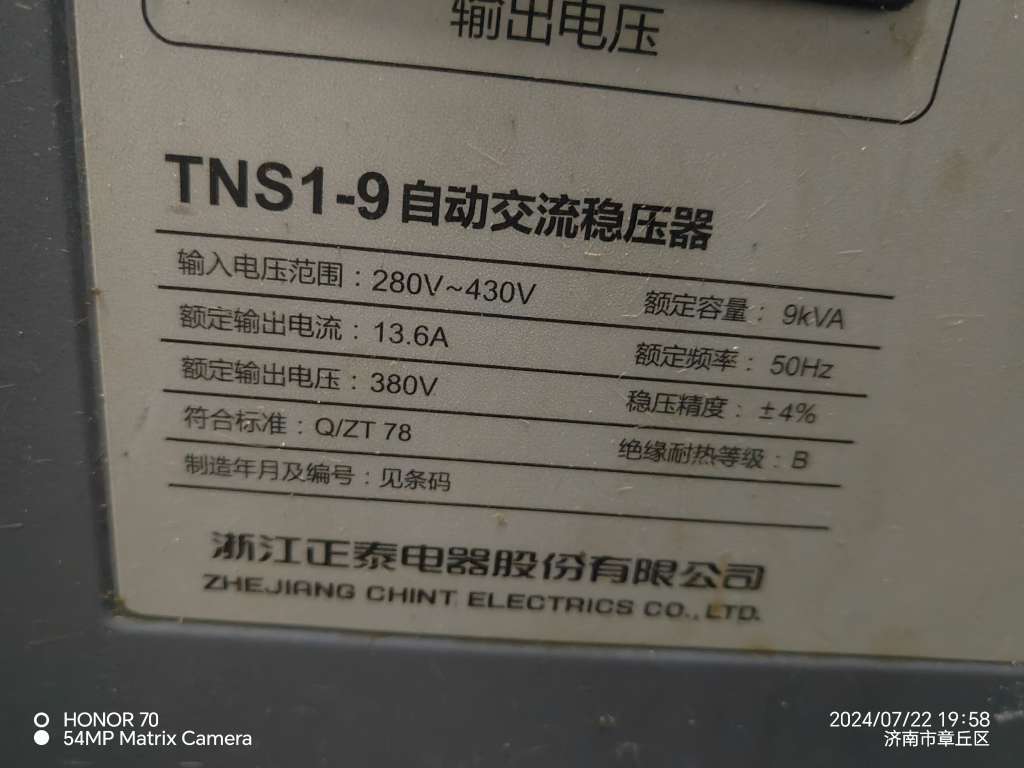 输出电压
TNS1-9自动交流稳压器
输入电压范围：280V~430V 额定容量：9kVA
额定输出电流：13.6A 额定频率：50Hz
额定输出电压：380V 稳压精度：±4%
符合标准：Q/ZT 78 绝缘耐热等级：B
制造年月及编号：见条码
浙江正泰电器股份有限公司
ZHEJIANG CHINT ELECTRICS CO., LTD.
HONOR 70 2024/07/22 19:58
54MP Matrix Camera 济南市章丘区